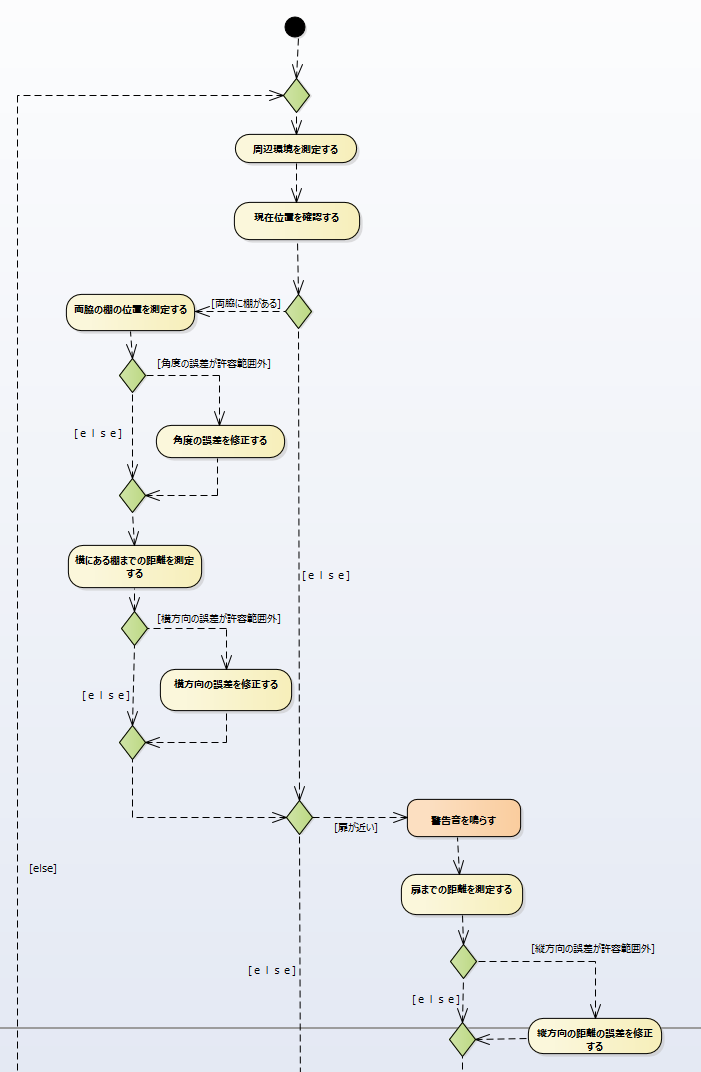 周辺環境を測定する
現在位置を確認する
[両脇に棚がある]
両脇の棚の位置を測定する
[角度の誤差が許容範囲外]
[ｅｌｓｅ]
角度の誤差を修正する
横にある棚までの距離を測定
する
[ｅｌｓｅ]
[横方向の誤差が許容範囲外]
横方向の誤差を修正する
[ｅｌｓｅ]
警告音を鳴らす
[扉が近い]
[else]
扉までの距離を測定する
[縦方向の誤差が許容範囲外]
[ｅｌｓｅ]
[ｅｌｓｅ]
縦方向の距離の誤差を修正
する